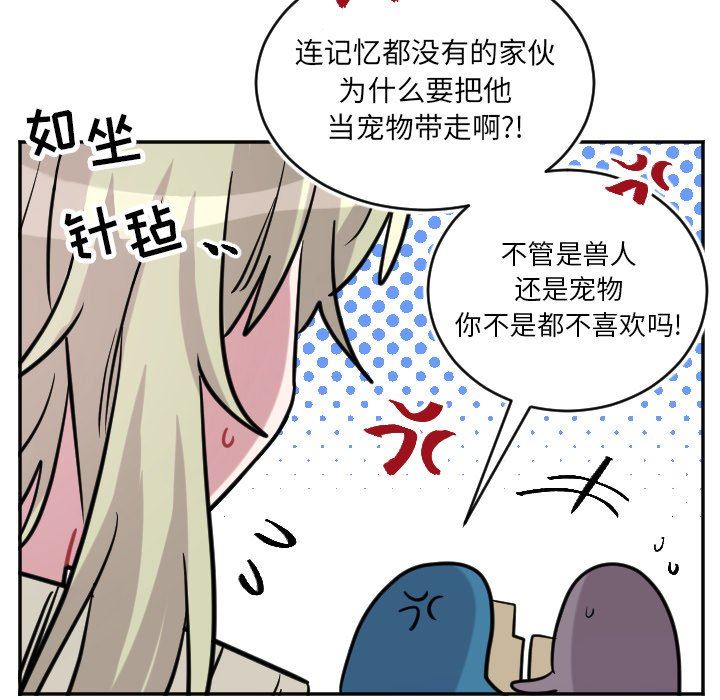 连记忆都没有的家伙
为什么要把他
当宠物带走啊?!
如坐
针毡
不管是兽人
还是宠物
你不是都不喜欢吗!